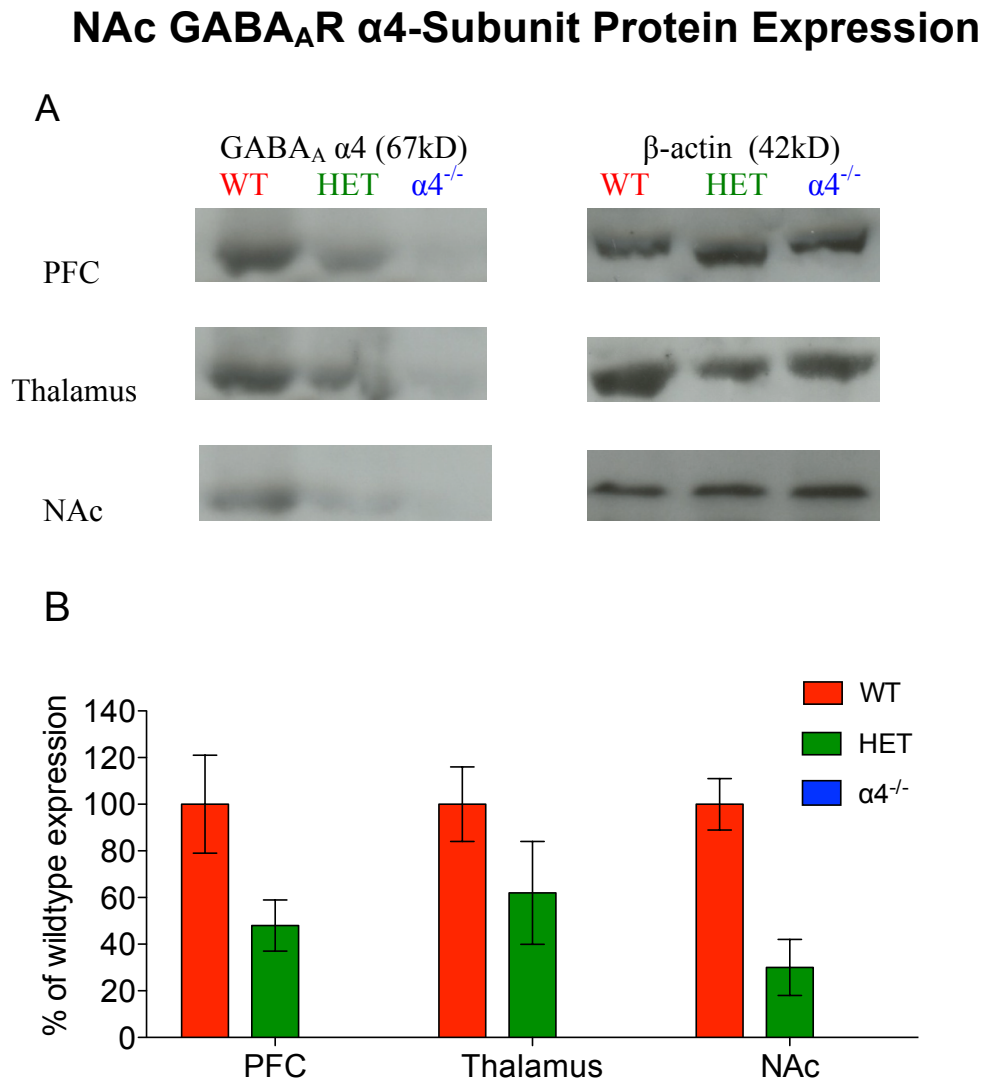 NAc GABAAR α4-Subunit Protein Expression
A
GABAA α4 (67kD)
β-actin (42kD)
WT HET α4-/-
WT HET α4-/-
PFC
Thalamus
NAc
B
% of wildtype expression
140
120
100
80
60
40
20
0
PFC Thalamus NAc
WT
HET
α4-/-